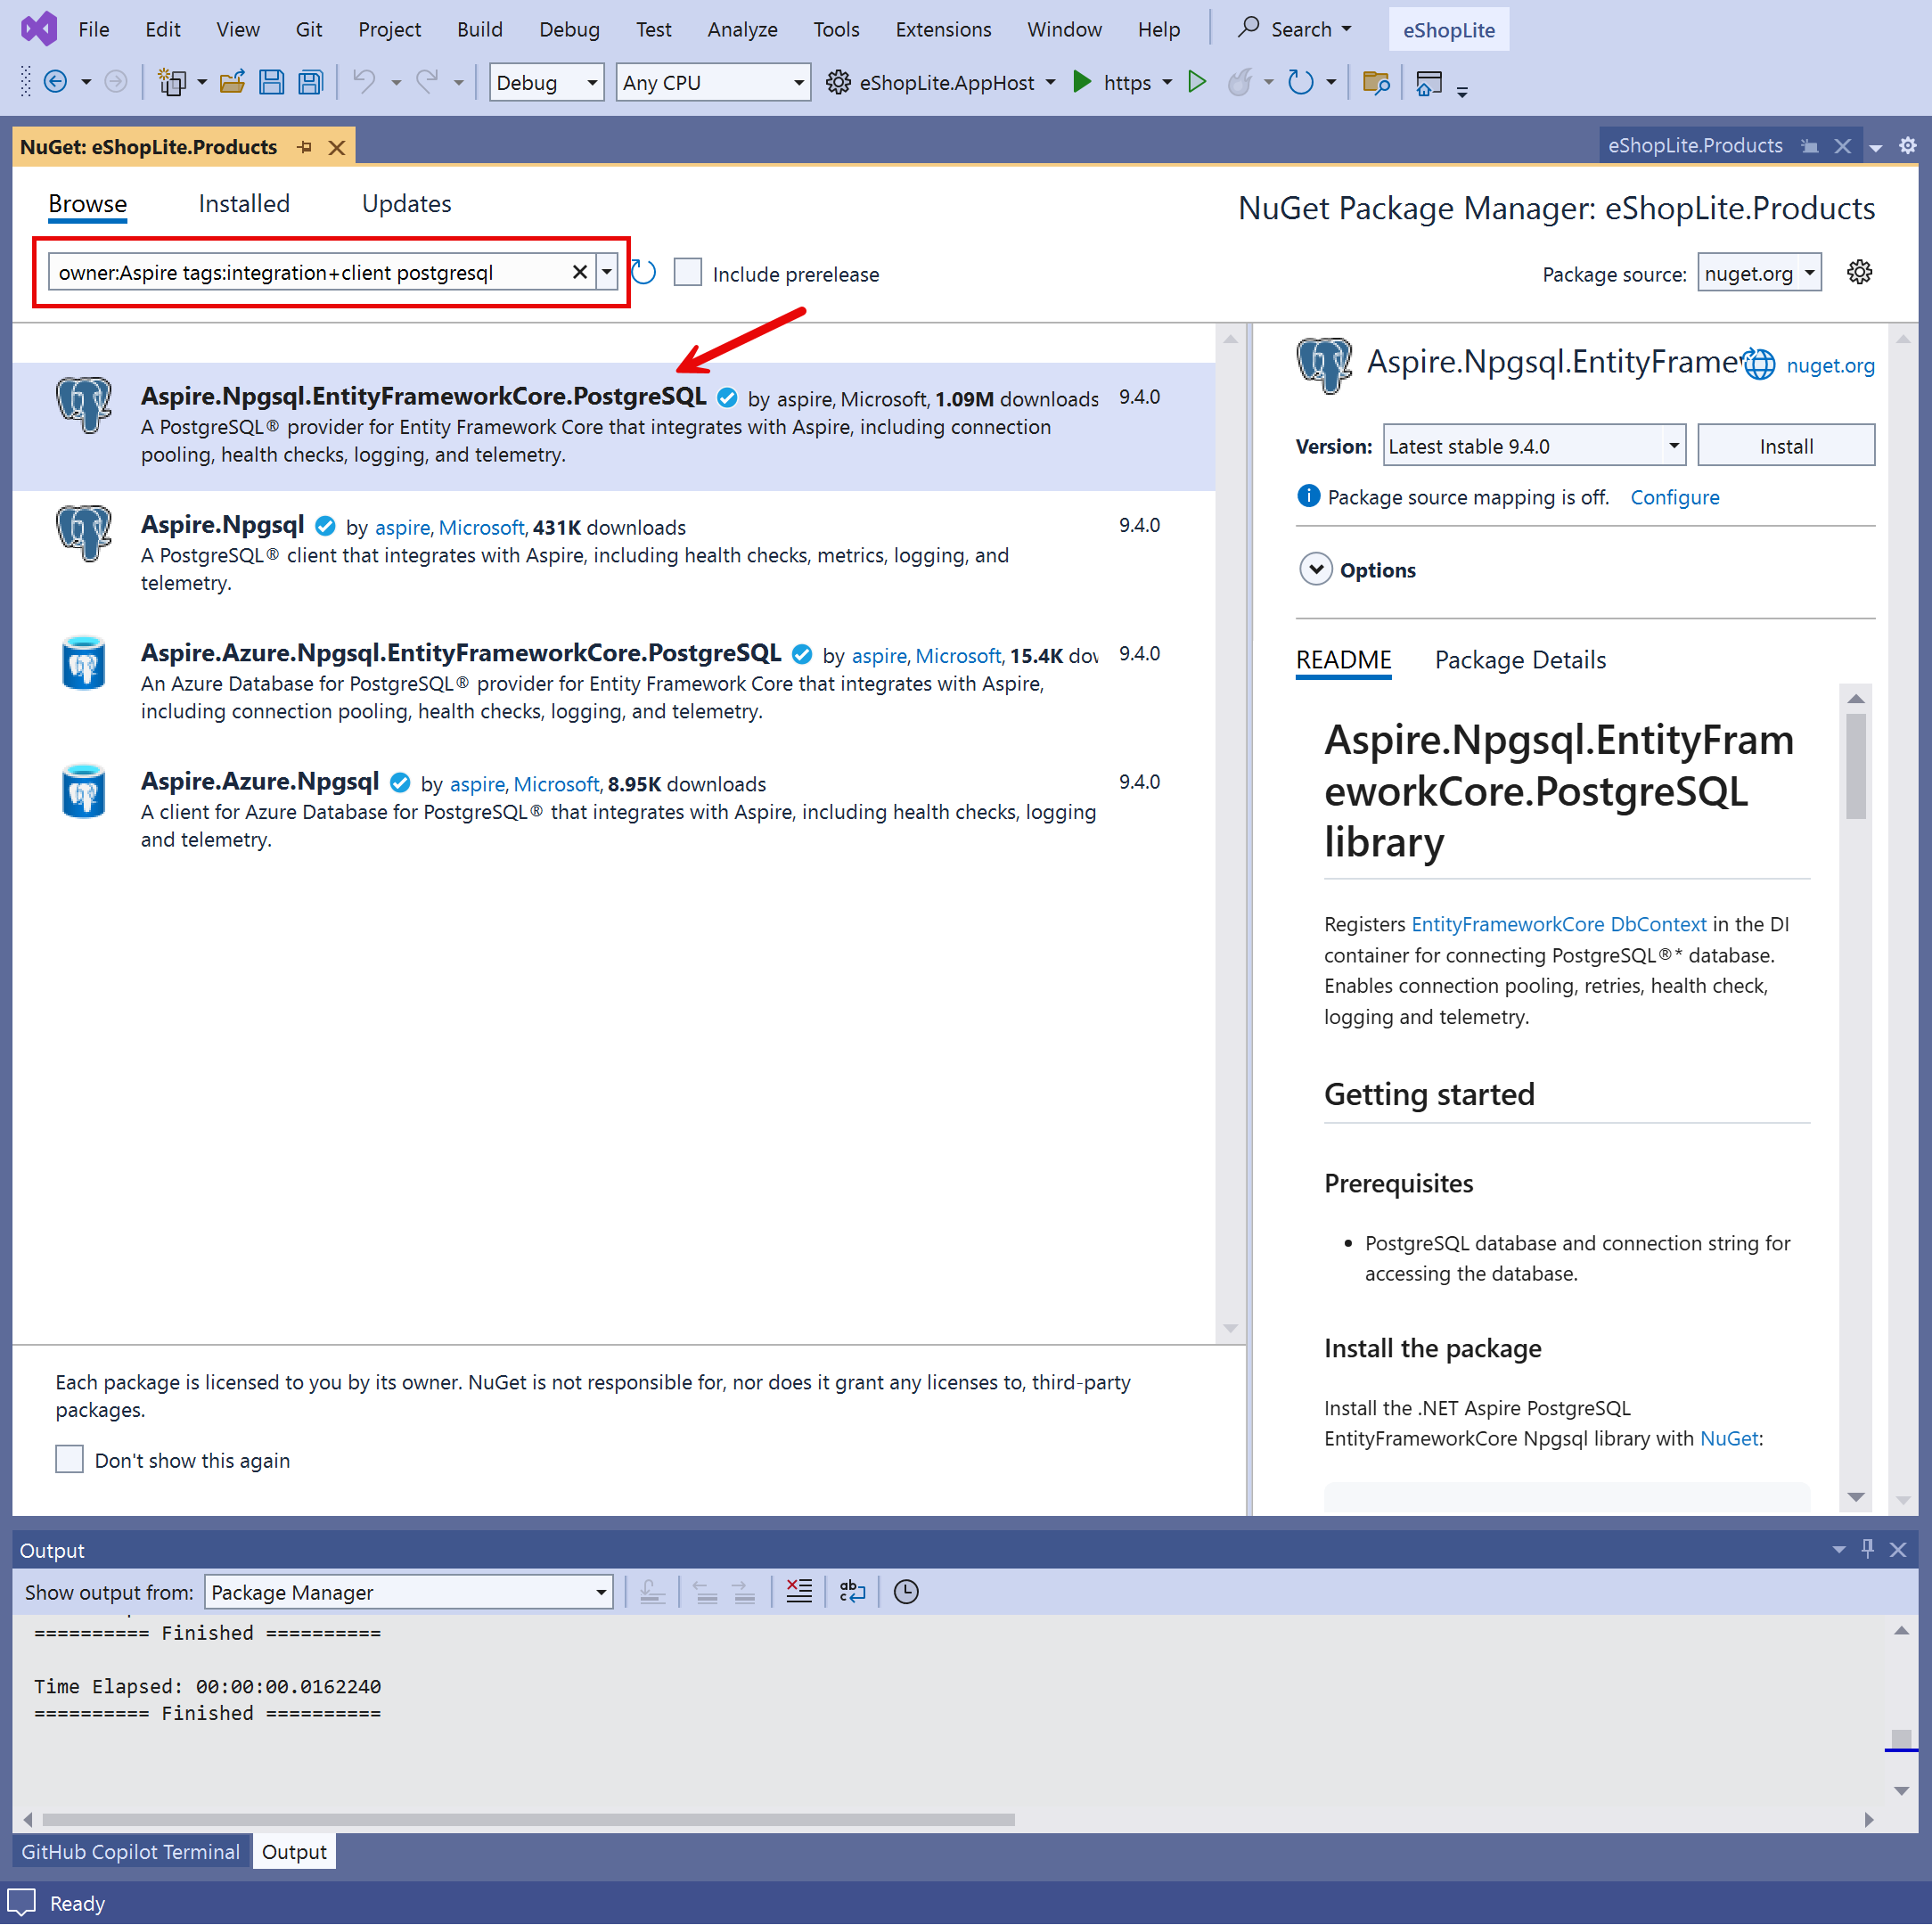 File Edit View Git Project Build Debug Test Analyze Tools Extensions Window Help Search eShopLite
Debug Any CPU eShopLite.AppHost https
NuGet: eShopLite.Products eShopLite.Products
Browse Installed Updates NuGet Package Manager: eShopLite.Products
owner:Aspire tags:integration+client postgresql Include prerelease Package source: nuget.org
Aspire.Npgsql.EntityFrameworkCore.PostgreSQL by aspire, Microsoft, 1.09M downloads 9.4.0
A PostgreSQL® provider for Entity Framework Core that integrates with Aspire, including connection
pooling, health checks, logging, and telemetry.
Aspire.Npgsql by aspire, Microsoft, 431K downloads 9.4.0
A PostgreSQL® client that integrates with Aspire, including health checks, metrics, logging, and
telemetry.
Aspire.Azure.Npgsql.EntityFrameworkCore.PostgreSQL by aspire, Microsoft, 15.4K dov 9.4.0
An Azure Database for PostgreSQL® provider for Entity Framework Core that integrates with Aspire,
including connection pooling, health checks, logging, and telemetry.
Aspire.Azure.Npgsql by aspire, Microsoft, 8.95K downloads 9.4.0
A client for Azure Database for PostgreSQL® that integrates with Aspire, including health checks, logging
and telemetry.
Each package is licensed to you by its owner. NuGet is not responsible for, nor does it grant any licenses to, third-party
packages.
Don't show this again
Aspire.Npgsql.EntityFramew nuget.org
Version: Latest stable 9.4.0 Install
Package source mapping is off. Configure
Options
README Package Details
Aspire.Npgsql.EntityFram
eworkCore.PostgreSQL
library
Registers EntityFrameworkCore DbContext in the DI
container for connecting PostgreSQL®* database.
Enables connection pooling, retries, health check,
logging and telemetry.
Getting started
Prerequisites
• PostgreSQL database and connection string for
accessing the database.
Install the package
Install the .NET Aspire PostgreSQL
EntityFrameworkCore Npgsql library with NuGet:
Output
Show output from: Package Manager
========== Finished ==========
Time Elapsed: 00:00:00.0162240
========== Finished ==========
GitHub Copilot Terminal Output
Ready